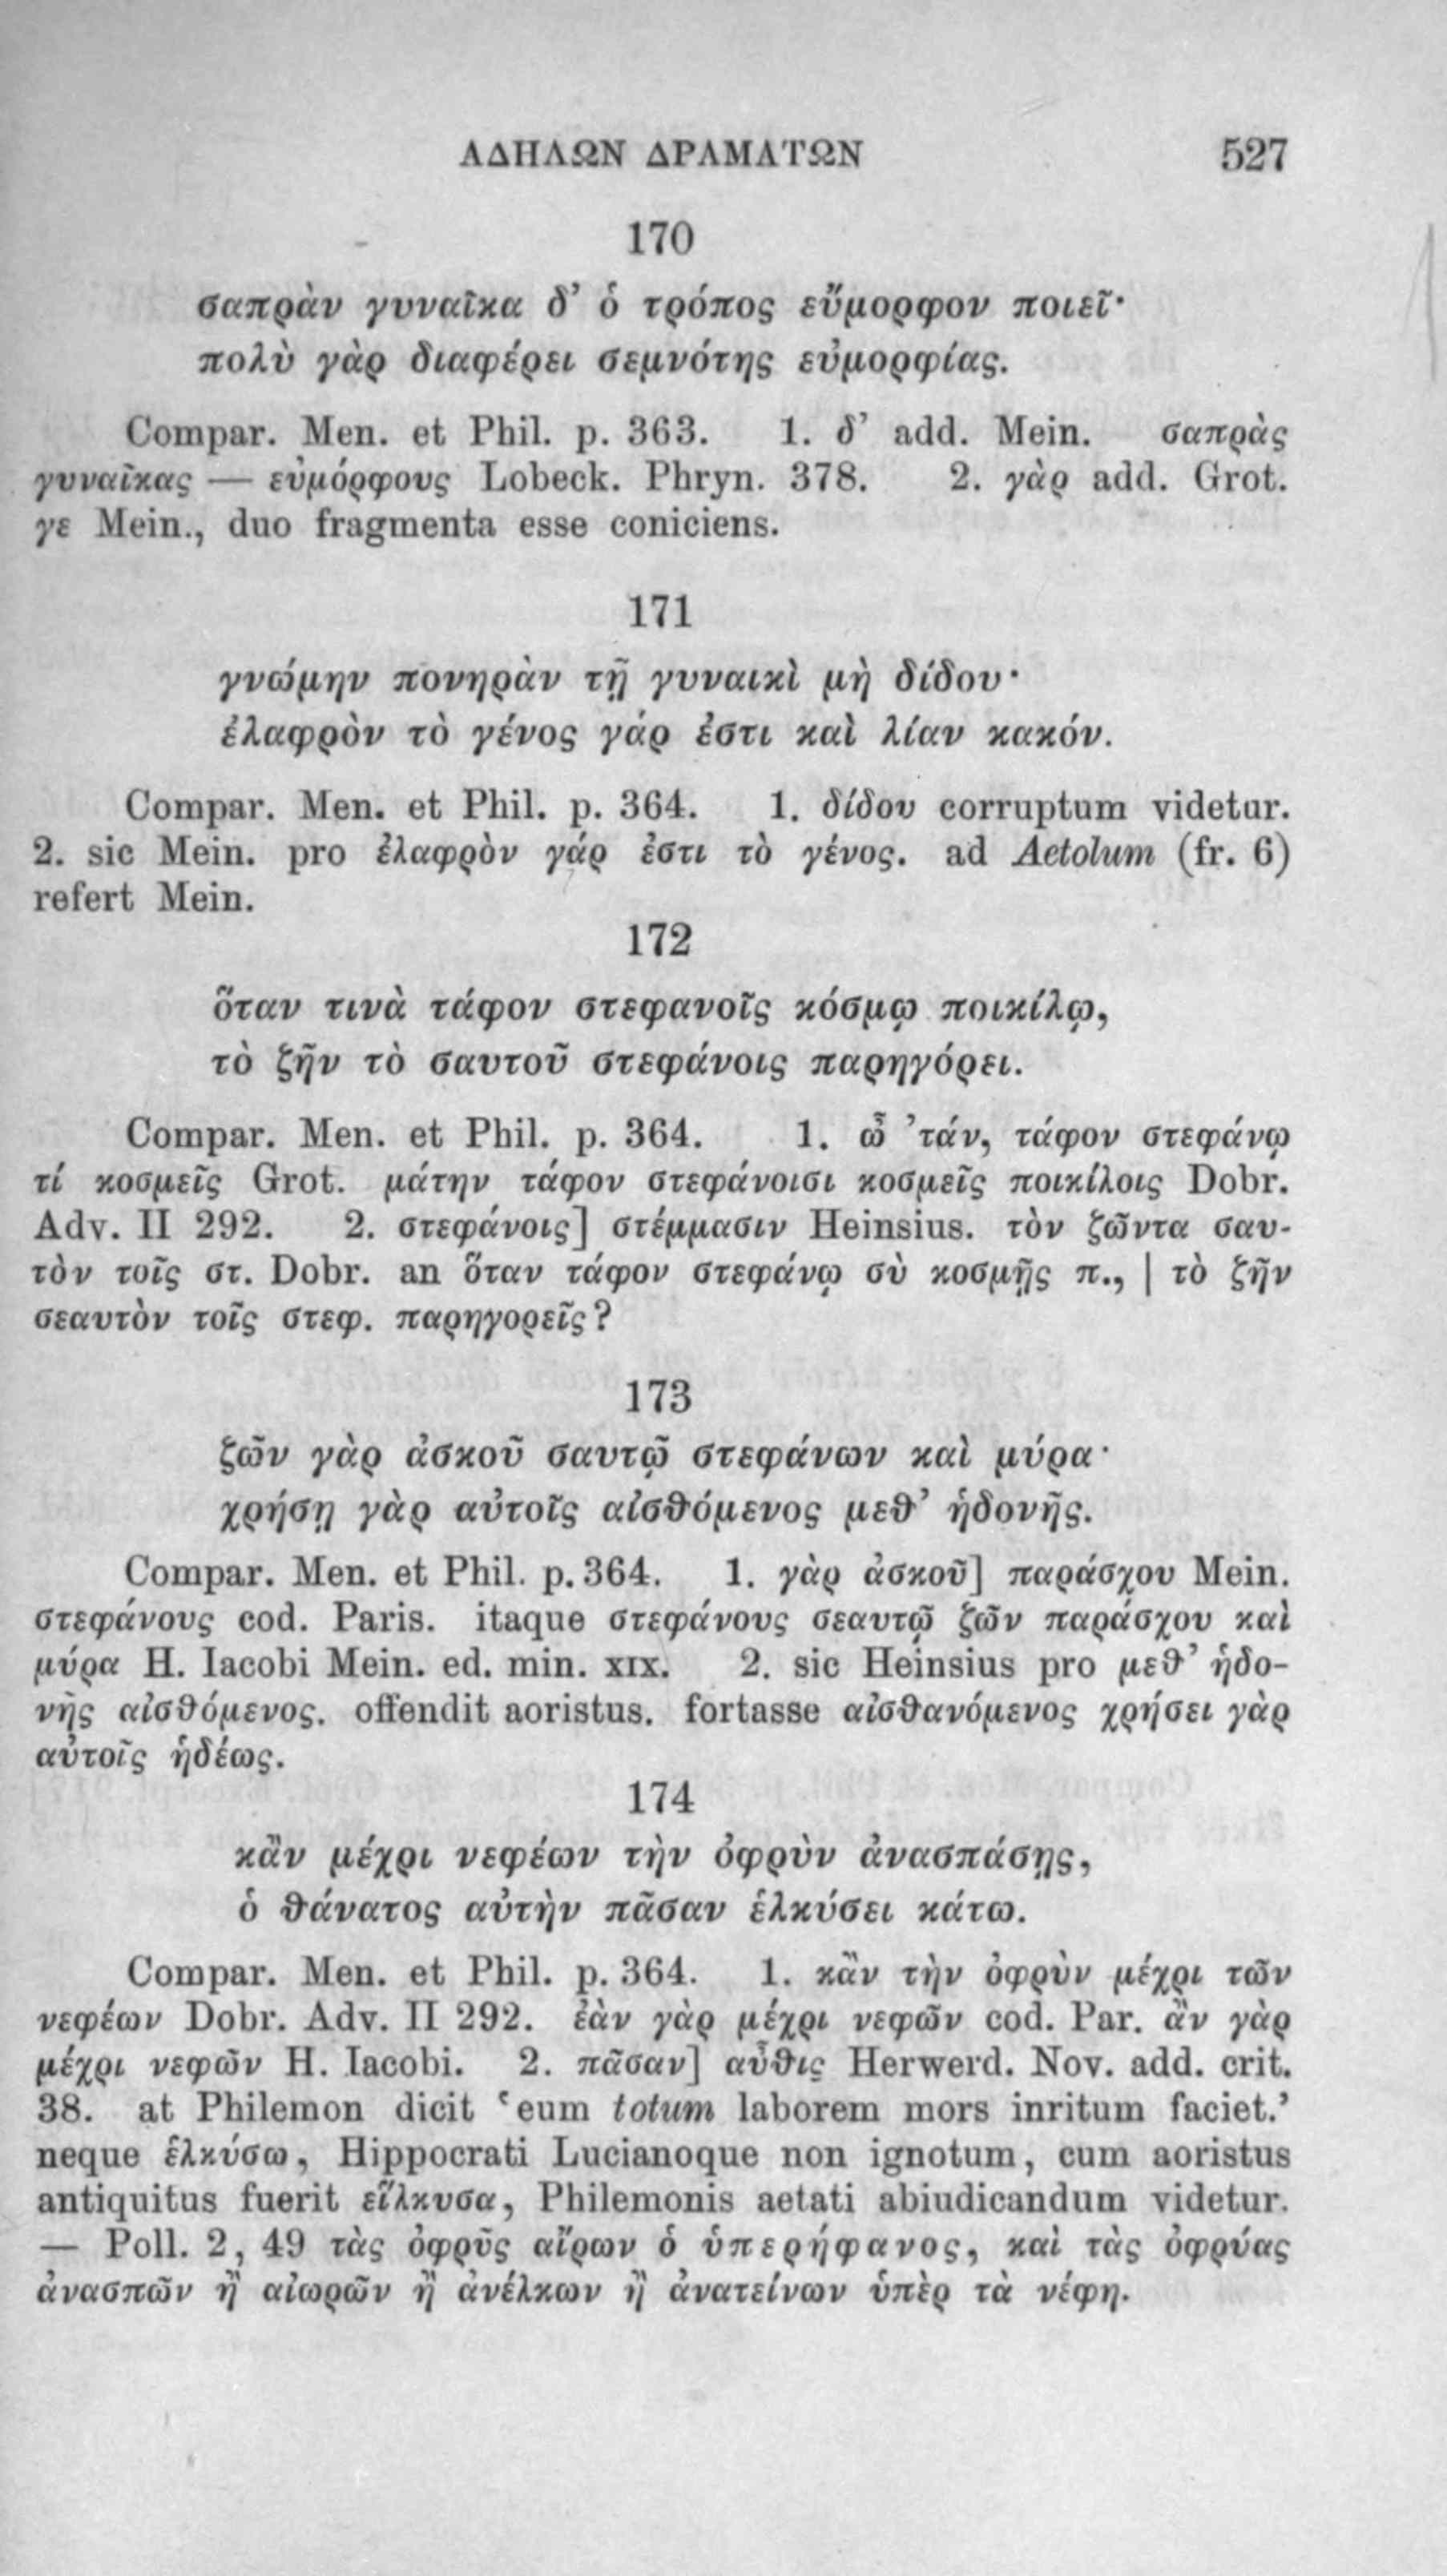 ΑΔΗΛΩΝ ΔΡΑΜΑΤΩΝ 527
170
σαπρὰν γυναῖκα δ’ ὁ τρόπος εὔμορφον ποιεῖ·
πολὺ γὰρ διαφέρει σεμνότης εὐμορφίας.
Compar. Men. et Phil. p. 363. 1. δ’ add. Mein. σαπρὰς
γυναῖκας — εὐμόρφους Lobeck. Phryn. 378. 2. γὰρ add. Grot.
γε Mein., duo fragmenta esse coniciens.
171
γνώμην πονηρὰν τῇ γυναικὶ μὴ δίδου·
ἐλαφρὸν τὸ γένος γάρ ἐστι καὶ λίαν κακόν.
Compar. Men. et Phil. p. 364. 1. δίδου corruptum videtur.
2. sic Mein. pro ἐλαφρὸν γάρ ἐστι τὸ γένος. ad Aetolum (fr. 6)
refert Mein.
172
ὅταν τινὰ τάφον στεφανοῖς κόσμῳ ποικίλῳ,
τὸ ζῆν τὸ σαυτοῦ στεφάνοις παρηγόρει.
Compar. Men. et Phil. p. 364. 1. ὦ ’τάν, τάφον στεφάνῳ
τί κοσμεῖς Grot. μάτην τάφον στεφάνοισι κοσμεῖς ποικίλοις Dobr.
Adv. II 292. 2. στεφάνοις] στέμμασιν Heinsius. τὸν ζῶντα σαυ-
τὸν τοῖς στ. Dobr. an ὅταν τάφον στεφάνῳ σὺ κοσμῇς π., | τὸ ζῆν
σεαυτὸν τοῖς στεφ. παρηγορεῖς?
173
ζῶν γὰρ ἀσκοῦ σαυτῷ στεφάνων καὶ μύρα·
χρήσῃ γὰρ αὐτοῖς αἰσθόμενος μεθ’ ἡδονῆς.
Compar. Men. et Phil. p. 364. 1. γὰρ ἀσκοῦ] παράσχου Mein.
στεφάνους cod. Paris. itaque στεφάνους σεαυτῷ ζῶν παράσχου καὶ
μύρα H. Iacobi Mein. ed. min. XIX. 2. sic Heinsius pro μεθ’ ἡδο-
νῆς αἰσθόμενος. offendit aoristus. fortasse αἰσθανόμενος χρήσει γὰρ
αὐτοῖς ἡδέως.
174
κἂν μέχρι νεφέων τὴν ὀφρὺν ἀνασπάσῃς,
ὁ θάνατος αὐτὴν πᾶσαν ἑλκύσει κάτω.
Compar. Men. et Phil. p. 364. 1. κἂν τὴν ὀφρὺν μέχρι τῶν
νεφέων Dobr. Adv. II 292. ἐὰν γὰρ μέχρι νεφῶν cod. Par. ἂν γὰρ
μέχρι νεφῶν H. Iacobi. 2. πᾶσαν] αὖθις Herwerd. Nov. add. crit.
38. at Philemon dicit ‘eum totum laborem mors inritum faciet.’
neque ἑλκύσω, Hippocrati Lucianoque non ignotum, cum aoristus
antiquitus fuerit εἵλκυσα, Philemonis aetati abiudicandum videtur.
— Poll. 2, 49 τὰς ὀφρῦς αἴρων ὁ ὑπερήφανος, καὶ τὰς ὀφρύας
ἀνασπῶν ἢ αἰωρῶν ἢ ἀνέλκων ἢ ἀνατείνων ὑπὲρ τὰ νέφη.